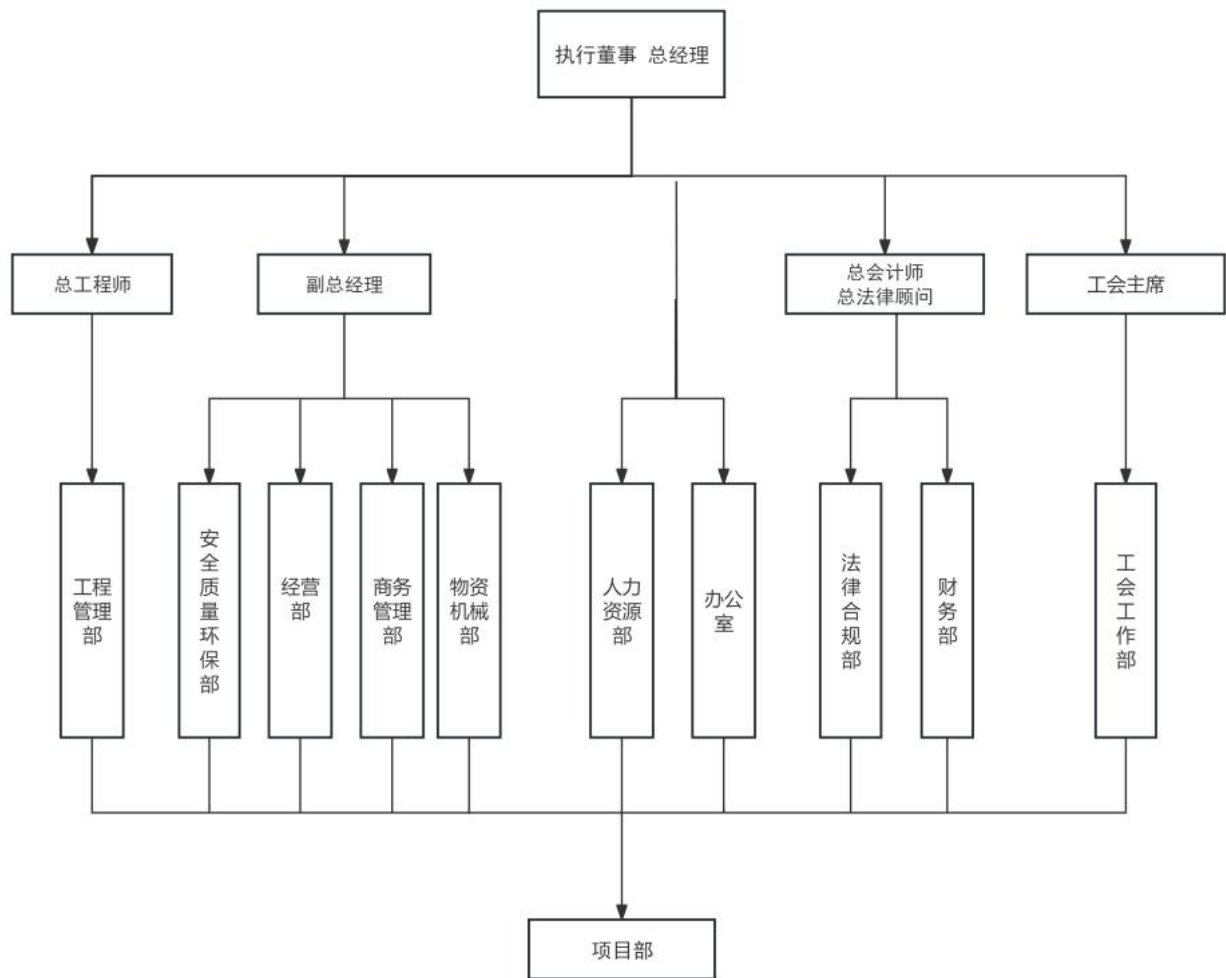 执行董事 总经理
总工程师
副总经理
总会计师
总法律顾问
工会主席
工程
管理
部
安
全
质
量
环
保
部
经营
部
商务
管理
部
物资
机械
部
人力
资源
部
办公
室
法
律
合
规
部
财
务
部
工
会
工
作
部
项目部